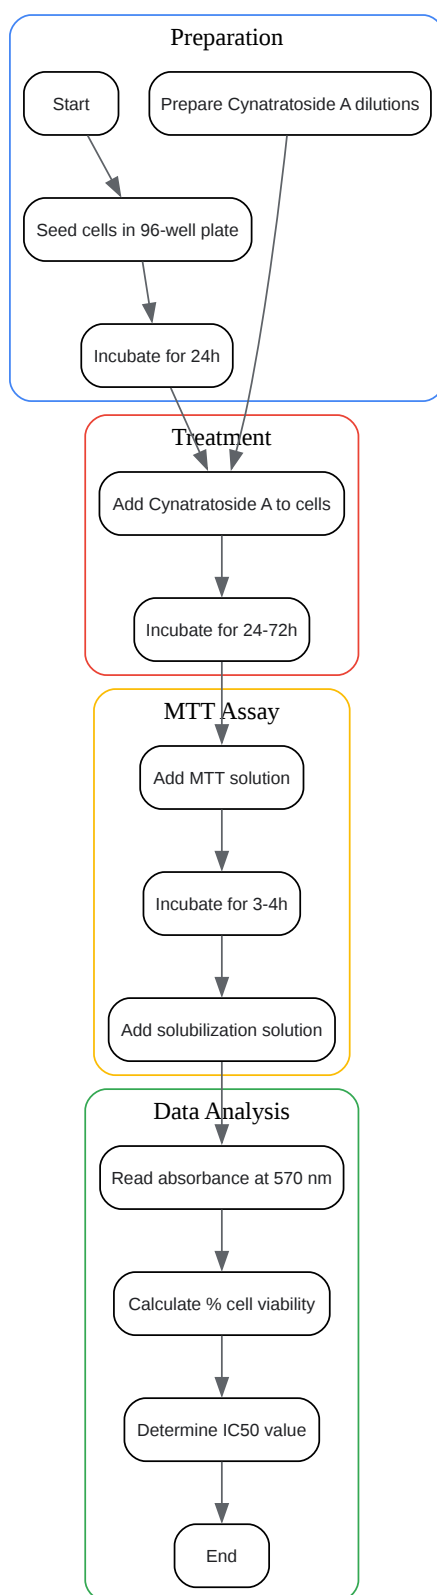 Preparation
Start
Prepare Cynatratoside A dilutions
Seed cells in 96-well plate
Incubate for 24h
Treatment
Add Cynatratoside A to cells
Incubate for 24-72h
MTT Assay
Add MTT solution
Incubate for 3-4h
Add solubilization solution
Data Analysis
Read absorbance at 570 nm
Calculate % cell viability
Determine IC50 value
End